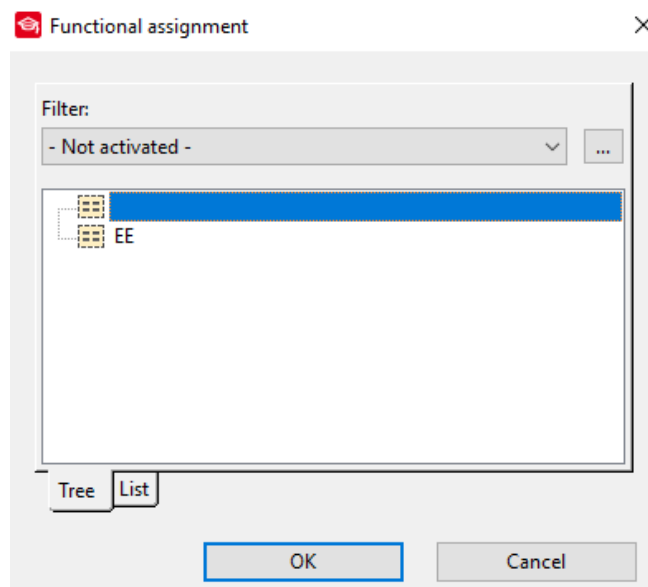 Functional assignment
Filter:
- Not activated -
...
EE
Tree
List
OK
Cancel